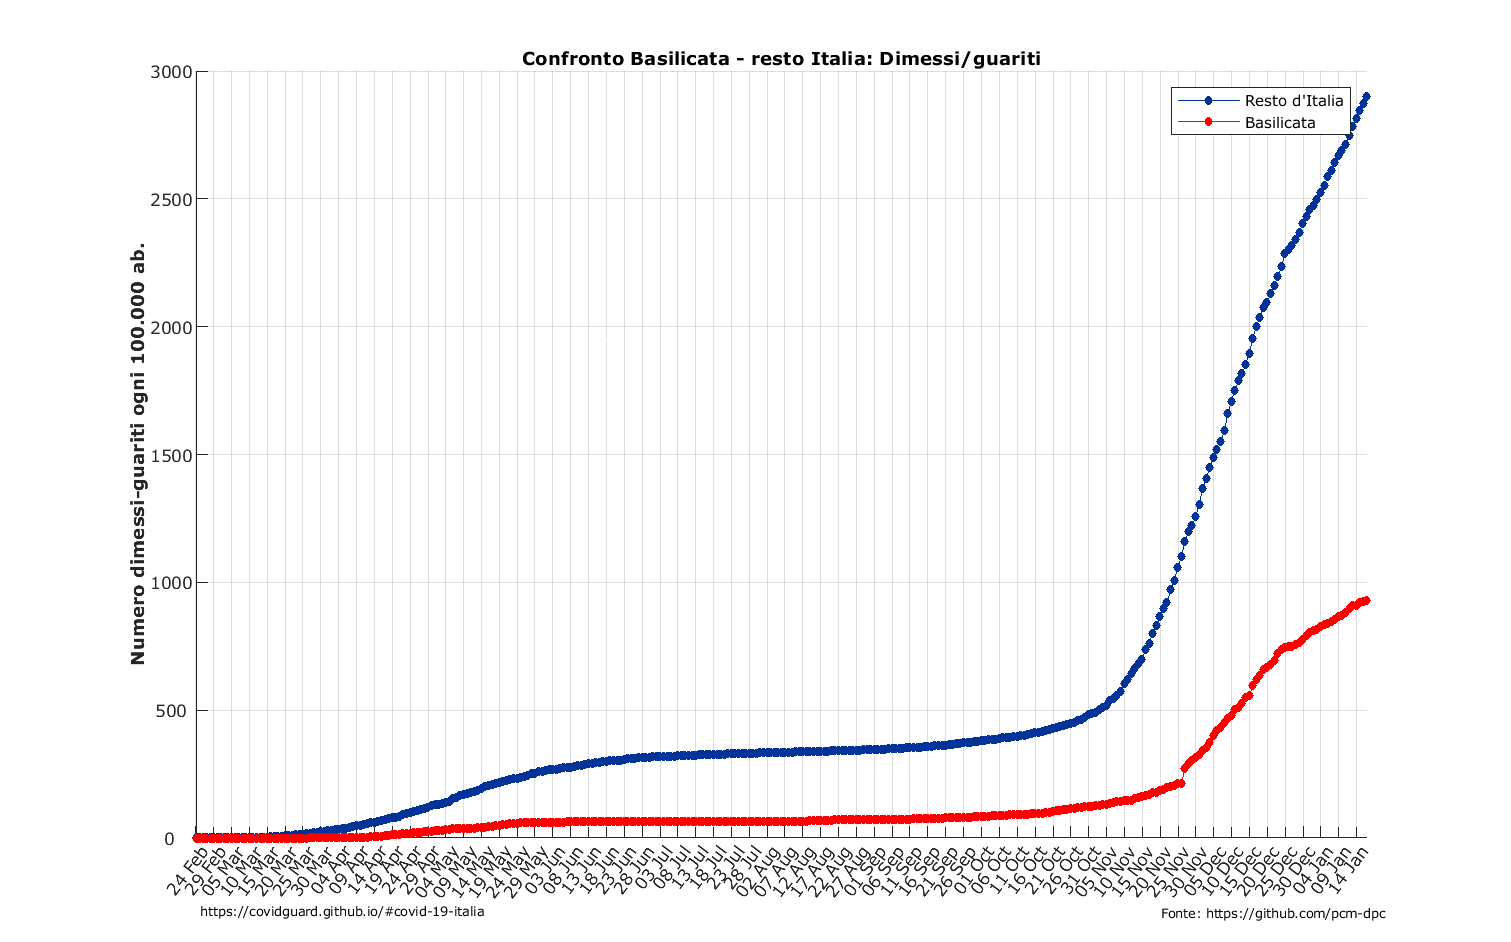 Confronto Basilicata - resto Italia: Dimessi/guariti
Resto d'Italia
Basilicata
Numero dimessi-guariti ogni 100.000 ab.
3000
2500
2000
1500
1000
500
0
24 Feb
29 Feb
05 Mar
10 Mar
15 Mar
20 Mar
25 Mar
30 Mar
04 Apr
09 Apr
14 Apr
19 Apr
24 Apr
29 Apr
04 May
09 May
14 May
19 May
24 May
29 May
03 Jun
08 Jun
13 Jun
18 Jun
23 Jun
28 Jun
03 Jul
08 Jul
13 Jul
18 Jul
23 Jul
28 Jul
02 Aug
07 Aug
12 Aug
17 Aug
22 Aug
27 Aug
01 Sep
06 Sep
11 Sep
16 Sep
21 Sep
26 Sep
01 Oct
06 Oct
11 Oct
16 Oct
21 Oct
26 Oct
31 Oct
05 Nov
10 Nov
15 Nov
20 Nov
25 Nov
30 Nov
05 Dec
10 Dec
15 Dec
20 Dec
25 Dec
30 Dec
04 Jan
09 Jan
14 Jan
https://covidguard.github.io/#covid-19-italia
Fonte: https://github.com/pcm-dpc